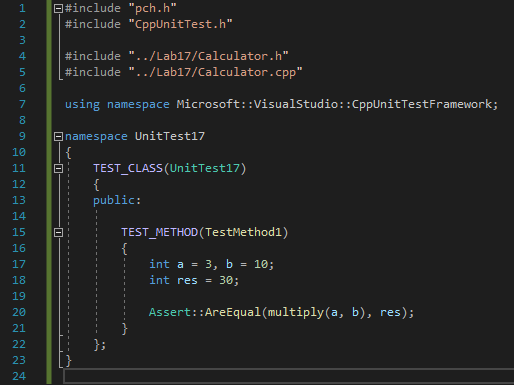 1 #include "pch.h"
2 #include "CppUnitTest.h"
3
4 #include "../Lab17/Calculator.h"
5 #include "../Lab17/Calculator.cpp"
6
7 using namespace Microsoft::VisualStudio::CppUnitTestFramework;
8
9 namespace UnitTest17
10 {
11 TEST_CLASS(UnitTest17)
12 {
13 public:
14
15 TEST_METHOD(TestMethod1)
16 {
17 int a = 3, b = 10;
18 int res = 30;
19
20 Assert::AreEqual(multiply(a, b), res);
21 }
22 };
23 }
24